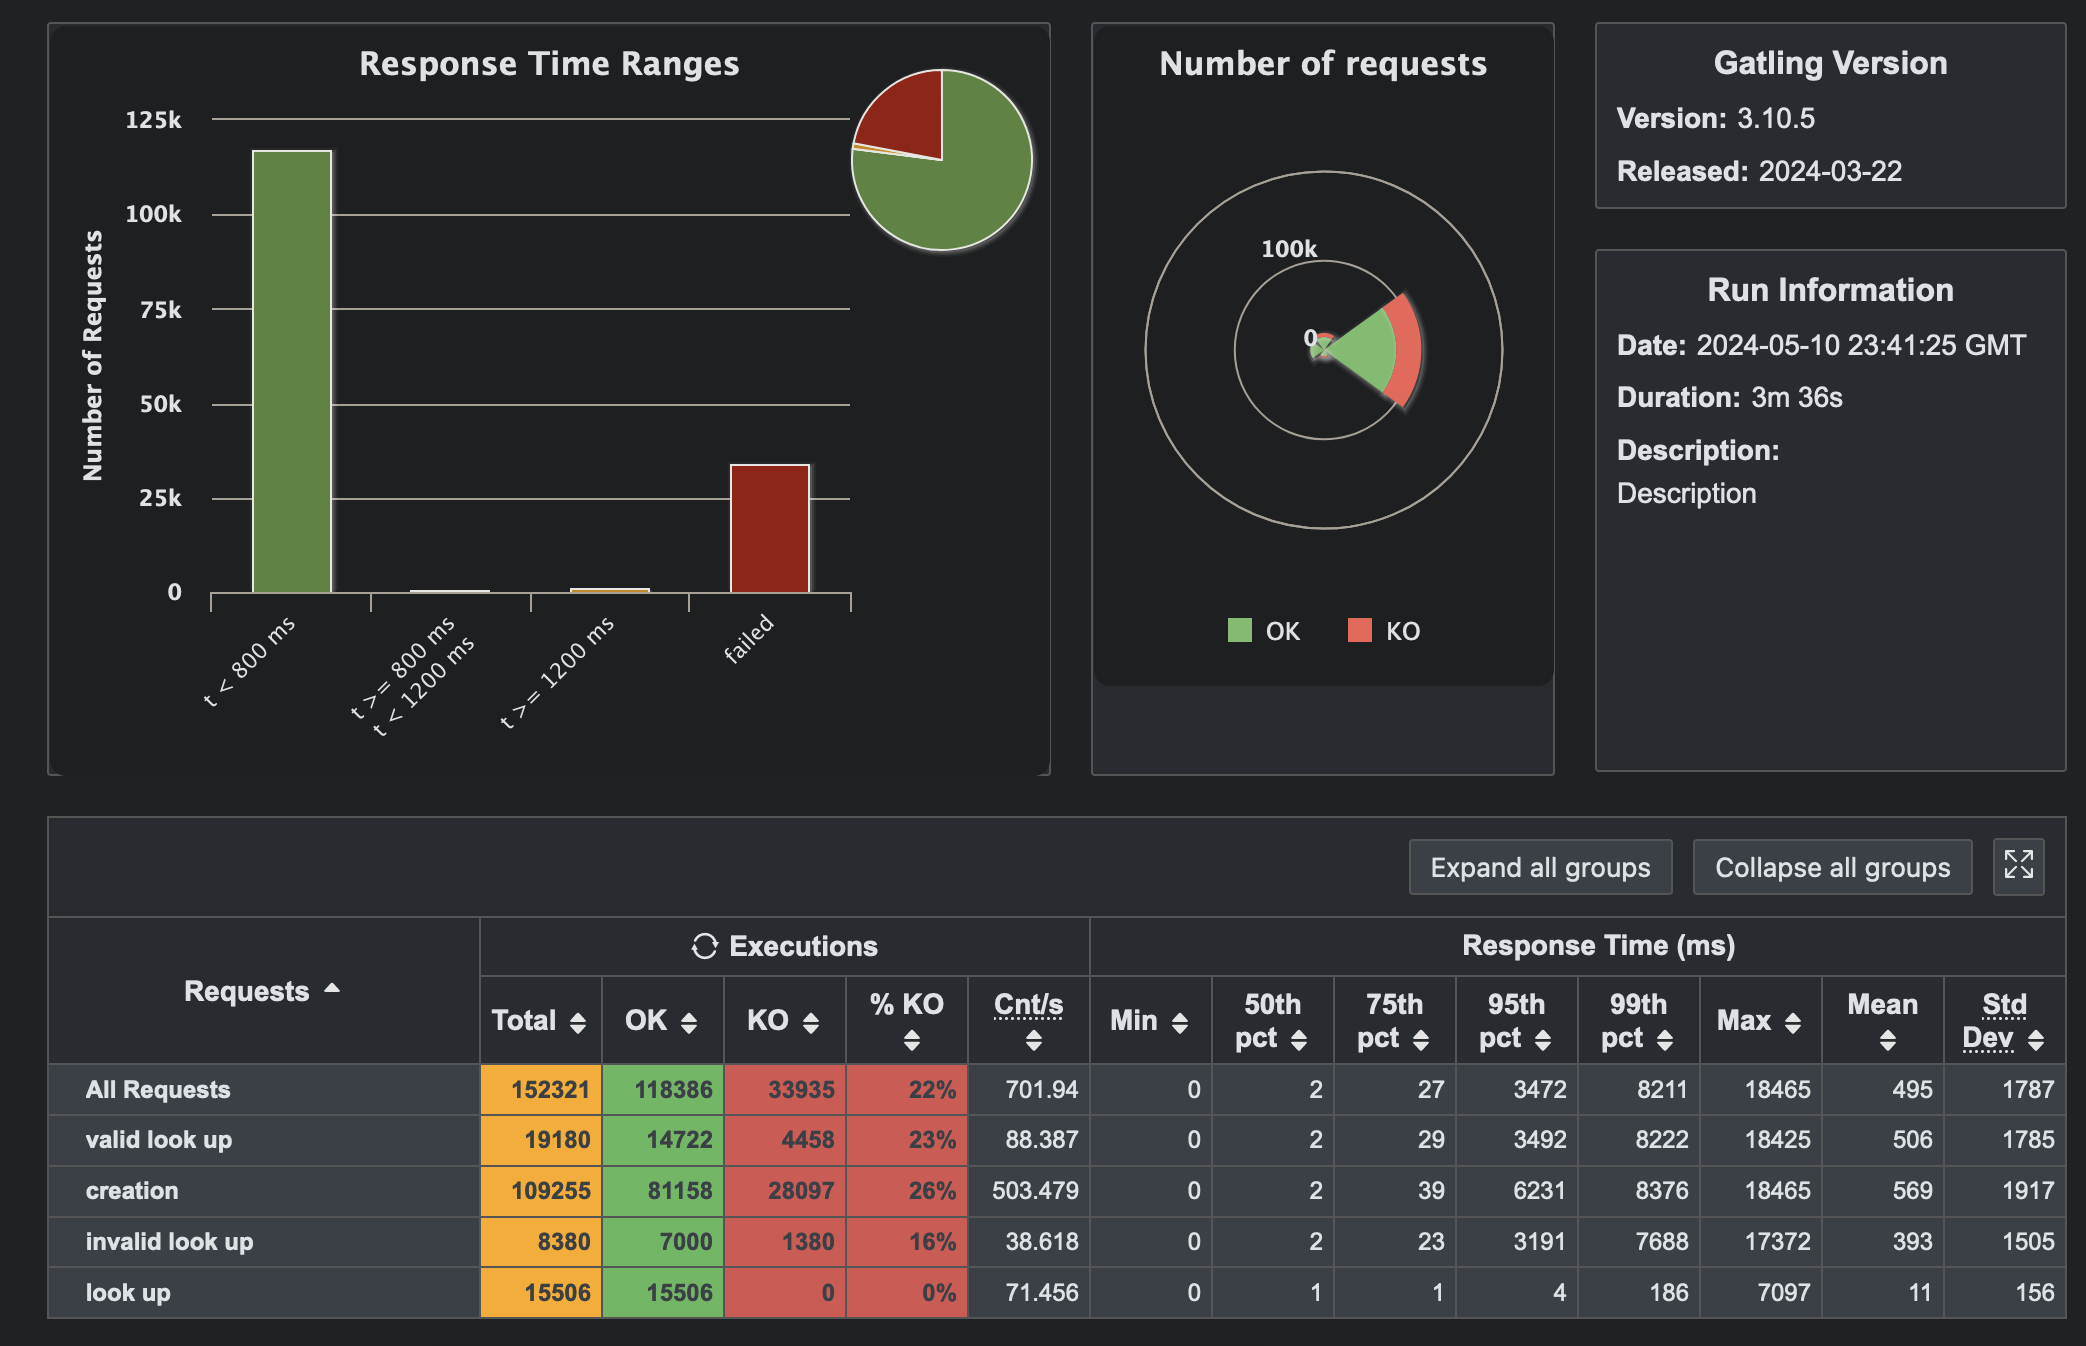 Response Time Ranges
125k
100k
75k
50k
25k
0
Number of Requests
t < 800 ms
t >= 800 ms
t < 1200 ms
t >= 1200 ms
failed
Number of requests
100k
0
OK
KO
Gatling Version
Version: 3.10.5
Released: 2024-03-22
Run Information
Date: 2024-05-10 23:41:25 GMT
Duration: 3m 36s
Description:
Description
Expand all groups Collapse all groups
Requests Executions Response Time (ms)
Total OK KO % KO Cnt/s Min 50th pct 75th pct 95th pct 99th pct Max Mean Std Dev
All Requests 152321 118386 33935 22% 701.94 0 2 27 3472 8211 18465 495 1787
valid look up 19180 14722 4458 23% 88.387 0 2 29 3492 8222 18425 506 1785
creation 109255 81158 28097 26% 503.479 0 2 39 6231 8376 18465 569 1917
invalid look up 8380 7000 1380 16% 38.618 0 2 23 3191 7688 17372 393 1505
look up 15506 15506 0 0% 71.456 0 1 1 4 186 7097 11 156